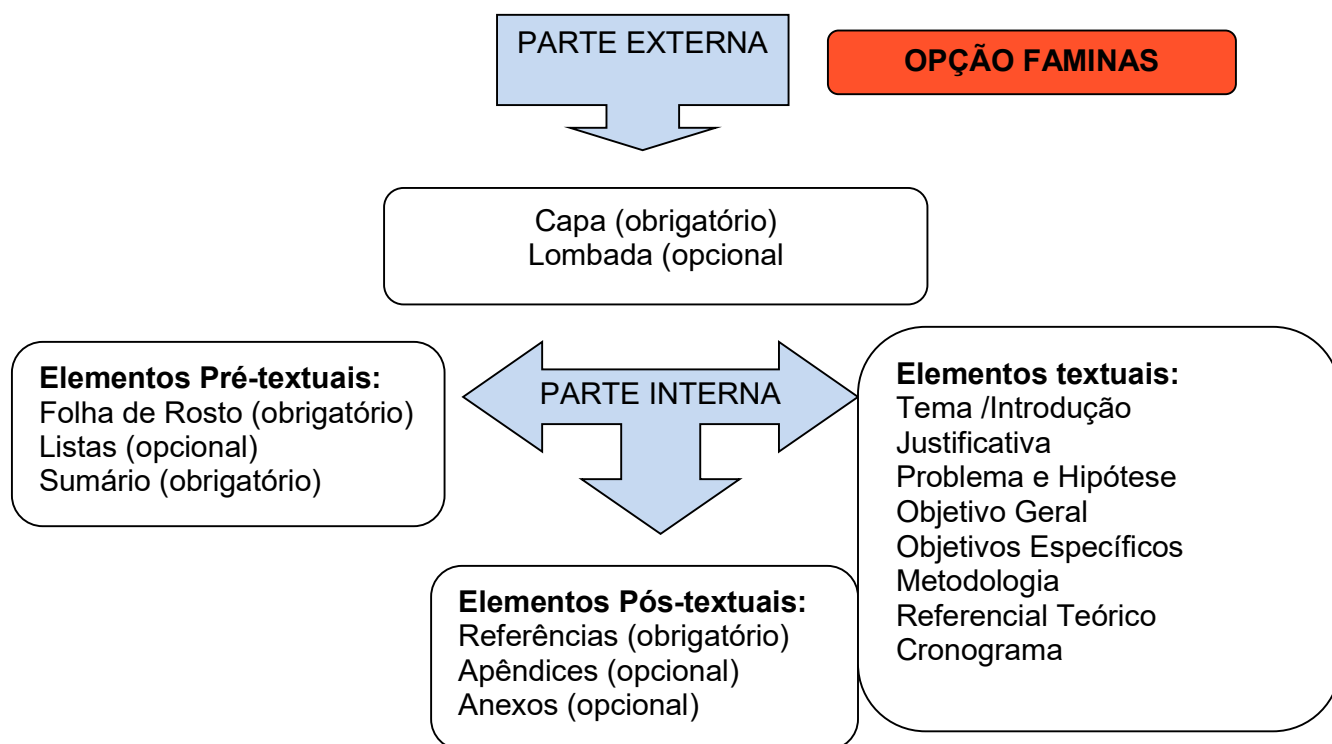 PARTE EXTERNA
OPÇÃO FAMINAS
Capa (obrigatório)
Lombada (opcional
Elementos Pré-textuais:
Folha de Rosto (obrigatório)
Listas (opcional)
Sumário (obrigatório)
PARTE INTERNA
Elementos textuais:
Tema /Introdução
Justificativa
Problema e Hipótese
Objetivo Geral
Objetivos Específicos
Metodologia
Referencial Teórico
Cronograma
Elementos Pós-textuais:
Referências (obrigatório)
Apêndices (opcional)
Anexos (opcional)